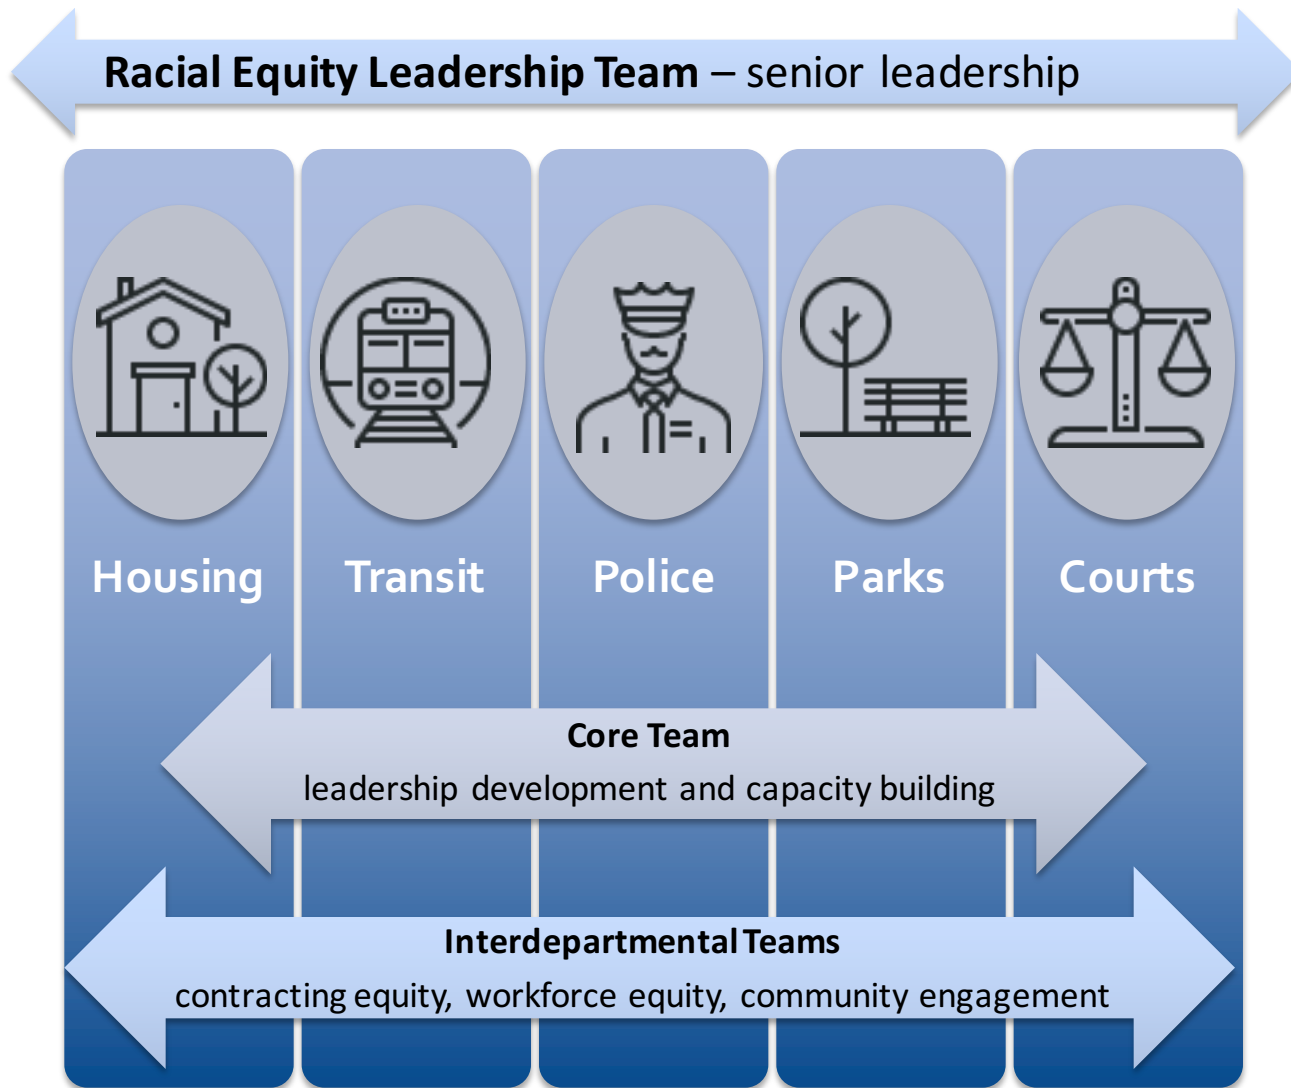 Racial Equity Leadership Team – senior leadership
Housing
Transit
Police
Parks
Courts
Core Team
leadership development and capacity building
Interdepartmental Teams
contracting equity, workforce equity, community engagement